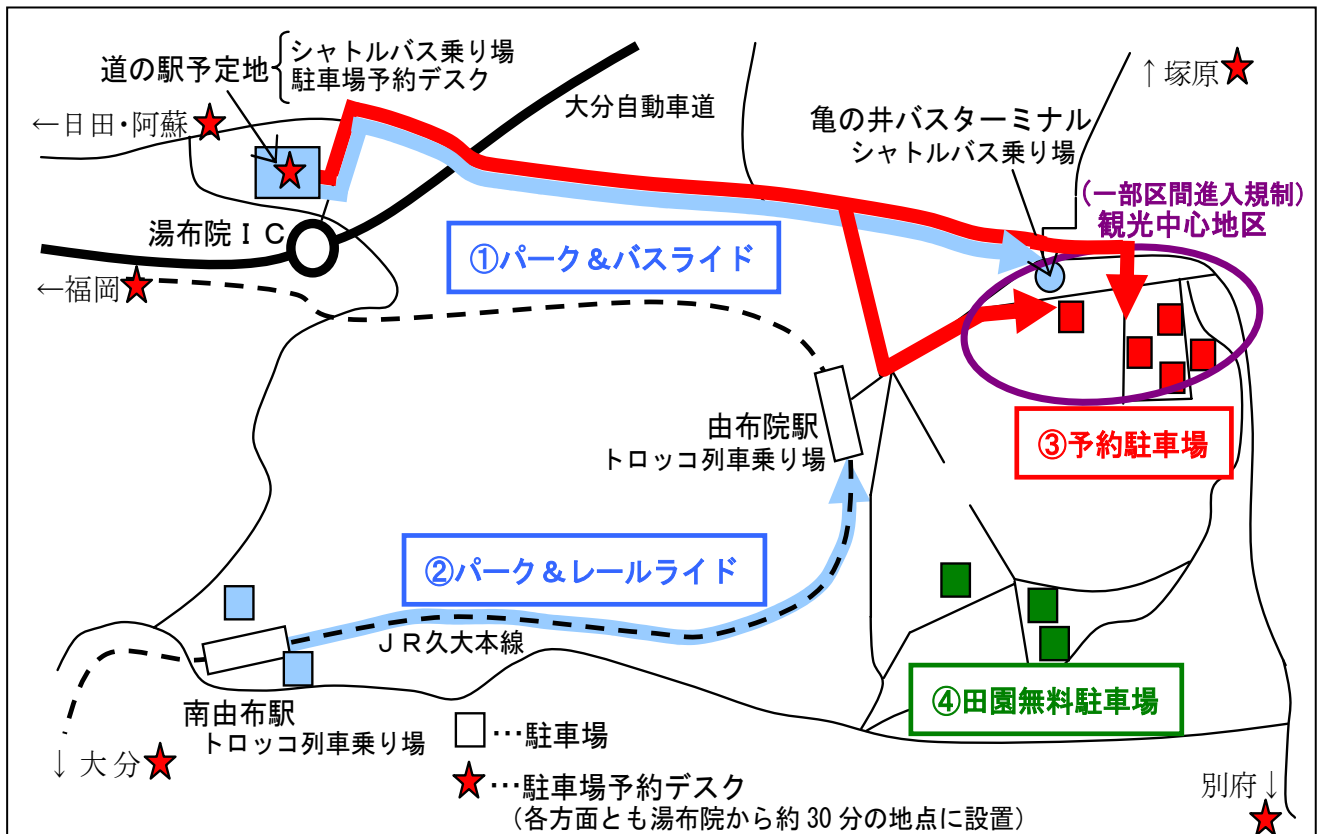 道の駅予定地
シャトルバス乗り場
駐車場予約デスク
大分自動車道
↑塚原
←日田・阿蘇
亀の井バスターミナル
シャトルバス乗り場
(一部区間進入規制)
観光中心地区
湯布院IC
①パーク&バスライド
←福岡
由布院駅
トロッコ列車乗り場
③予約駐車場
②パーク&レールライド
JR久大本線
④田園無料駐車場
南由布駅
トロッコ列車乗り場
…駐車場
↓大分
…駐車場予約デスク
(各方面とも湯布院から約30分の地点に設置)
別府↓